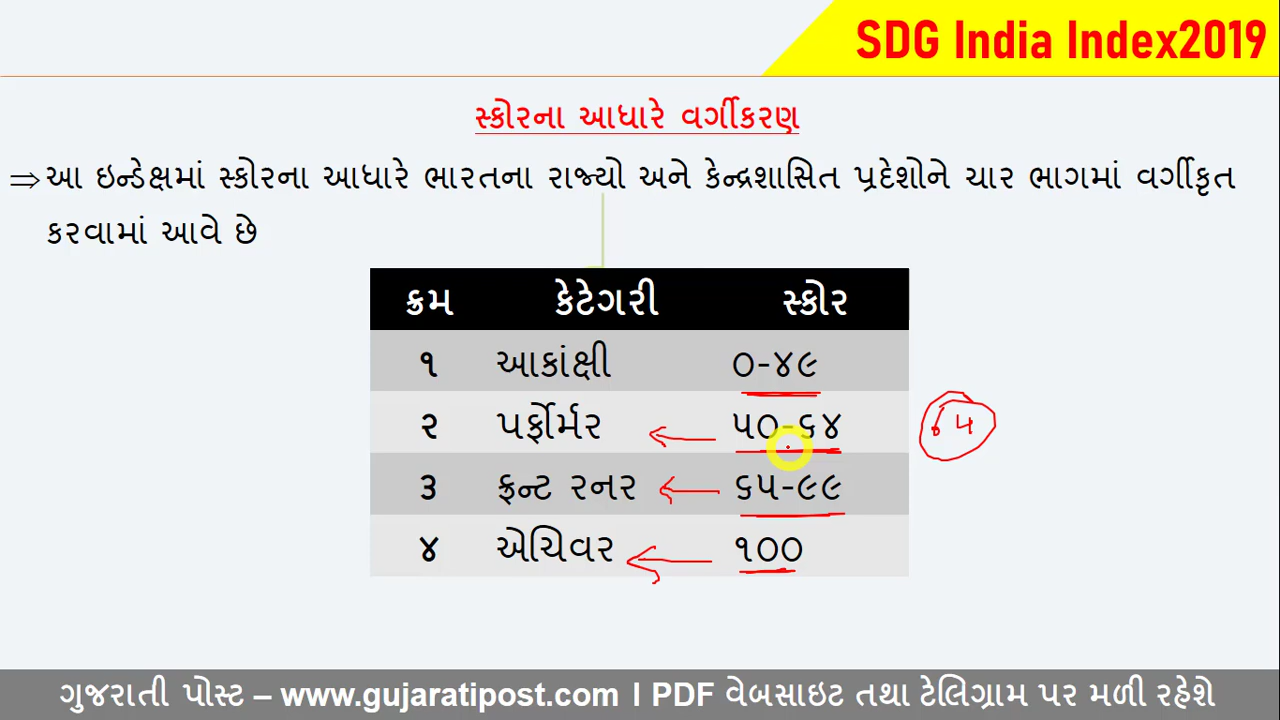 SDG India Index2019
સ્કોરના આધારે વર્ગીકરણ
⇒ આ ઇન્ડેક્ષમાં સ્કોરના આધારે ભારતના રાજ્યો અને કેન્દ્રશાસિત પ્રદેશોને ચાર ભાગમાં વર્ગીકૃત
કરવામાં આવે છે
ક્રમ કેટેગરી સ્કોર
૧ આકાંક્ષી ૦-૪૯
૨ પર્ફોર્મર ૫૦-૬૪
૩ ફ્રન્ટ રનર ૬૫-૯૯
૪ એચિવર ૧૦૦
ગુજરાતી પોસ્ટ – www.gujaratipost.com I PDF વેબસાઇટ તથા ટેલિગ્રામ પર મળી રહેશે